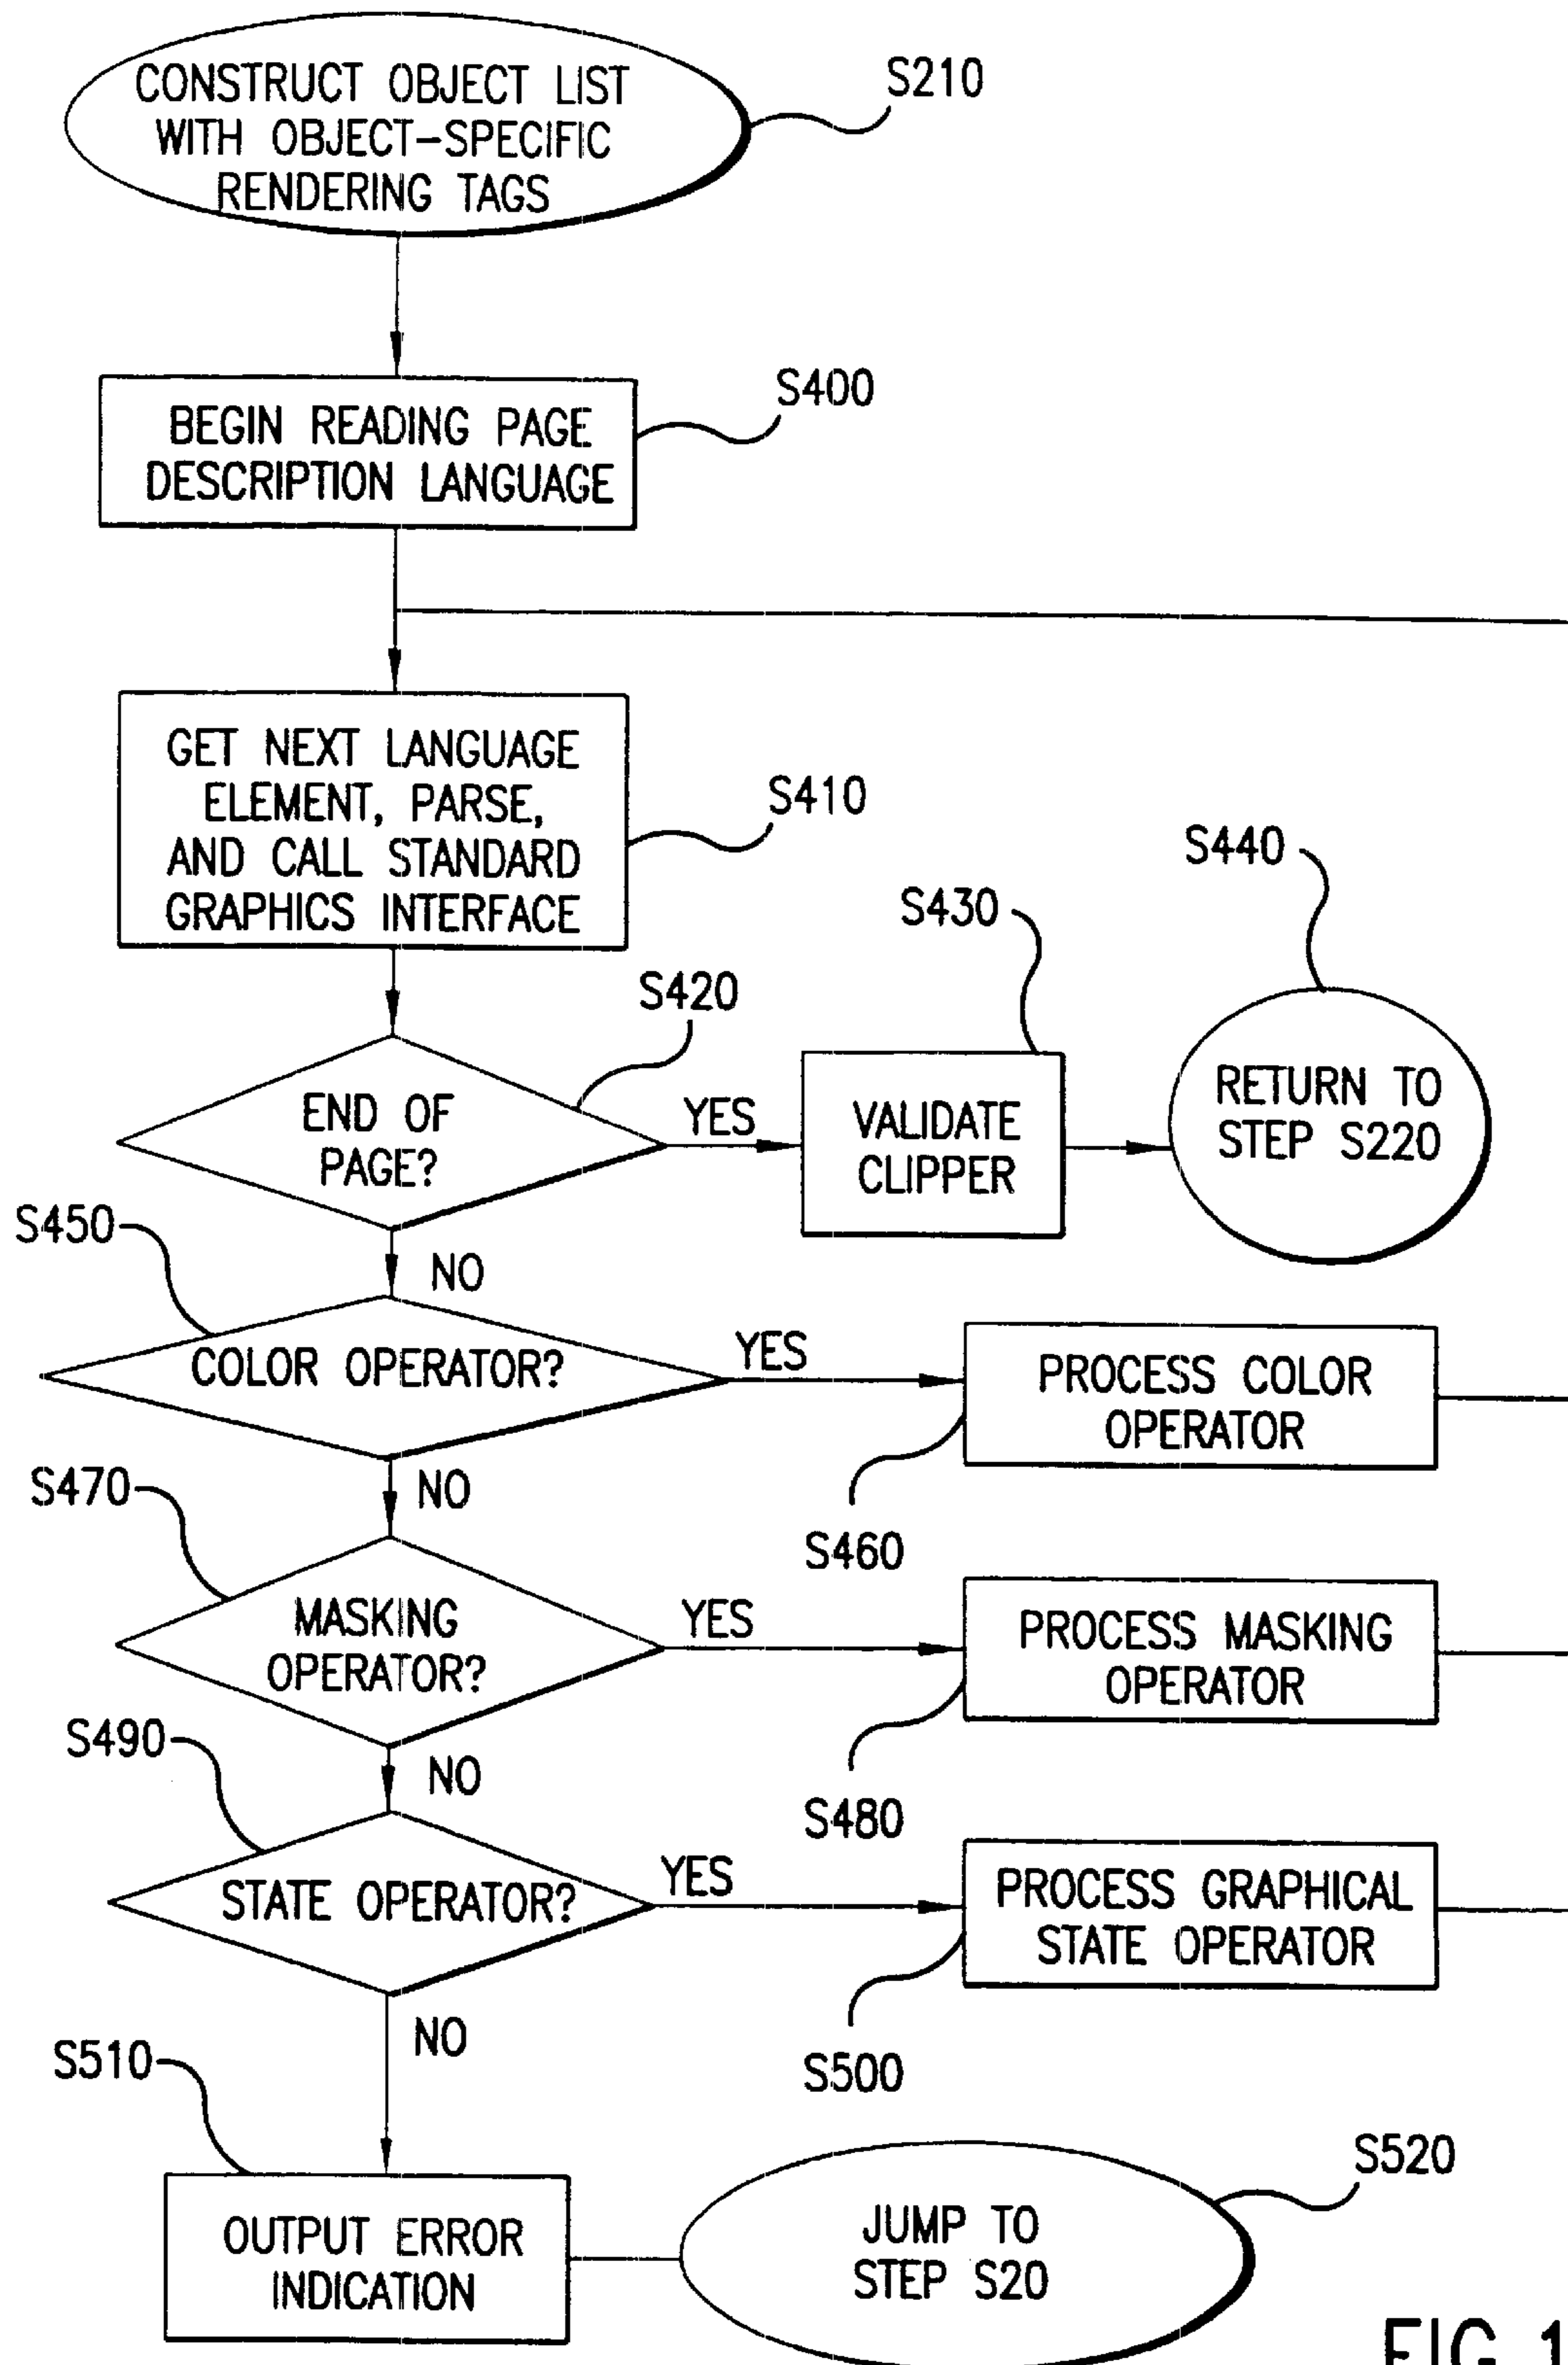 CONSTRUCT OBJECT LIST
WITH OBJECT-SPECIFIC
RENDERING TAGS
S210
BEGIN READING PAGE
DESCRIPTION LANGUAGE
S400
GET NEXT LANGUAGE
ELEMENT, PARSE,
AND CALL STANDARD
GRAPHICS INTERFACE
S410
END OF
PAGE?
S420
YES
VALIDATE
CLIPPER
S430
RETURN TO
STEP S220
S440
NO
S450
COLOR OPERATOR?
YES
PROCESS COLOR
OPERATOR
S460
NO
S470
MASKING
OPERATOR?
YES
PROCESS MASKING
OPERATOR
S480
NO
S490
STATE OPERATOR?
YES
PROCESS GRAPHICAL
STATE OPERATOR
S500
NO
S510
OUTPUT ERROR
INDICATION
JUMP TO
STEP S20
S520
FIG